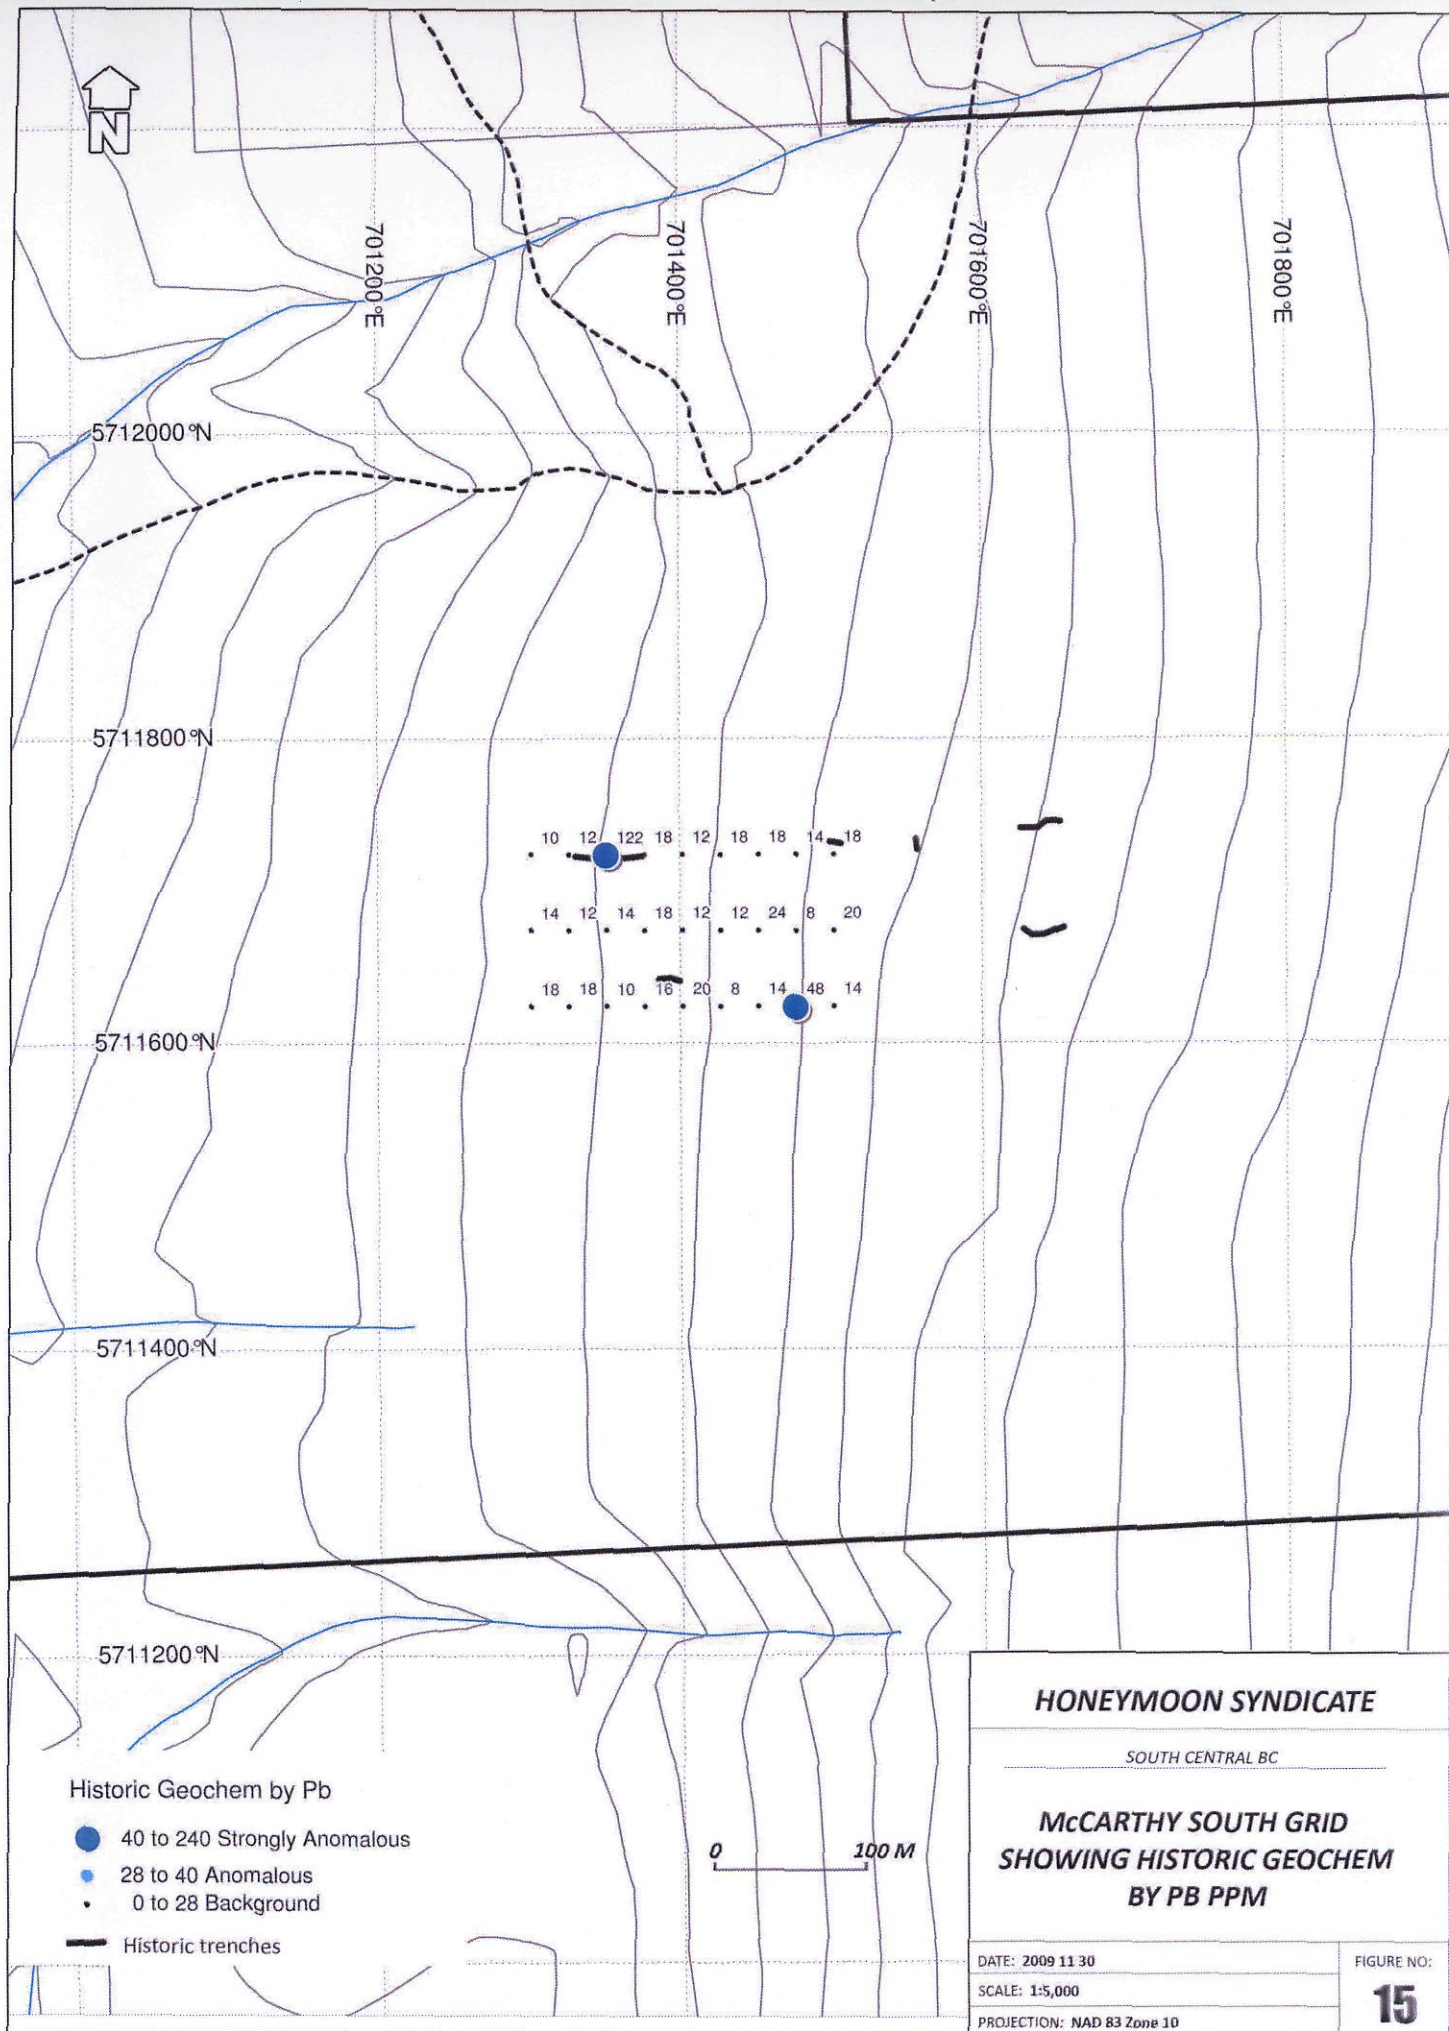 N
701200°E
701400°E
701600°E
701800°E
5712000°N
5711800°N
10 12 122 18 12 18 18 14 18
14 12 14 18 12 12 24 8 20
18 18 10 16 20 8 14 48 14
5711600°N
5711400°N
5711200°N
Historic Geochem by Pb
40 to 240 Strongly Anomalous
28 to 40 Anomalous
0 to 28 Background
Historic trenches
0 100 M
HONEYMOON SYNDICATE
SOUTH CENTRAL BC
McCARTHY SOUTH GRID
SHOWING HISTORIC GEOCHEM
BY PB PPM
DATE: 2009 11 30
SCALE: 1:5,000
PROJECTION: NAD 83 Zone 10
FIGURE NO:
15